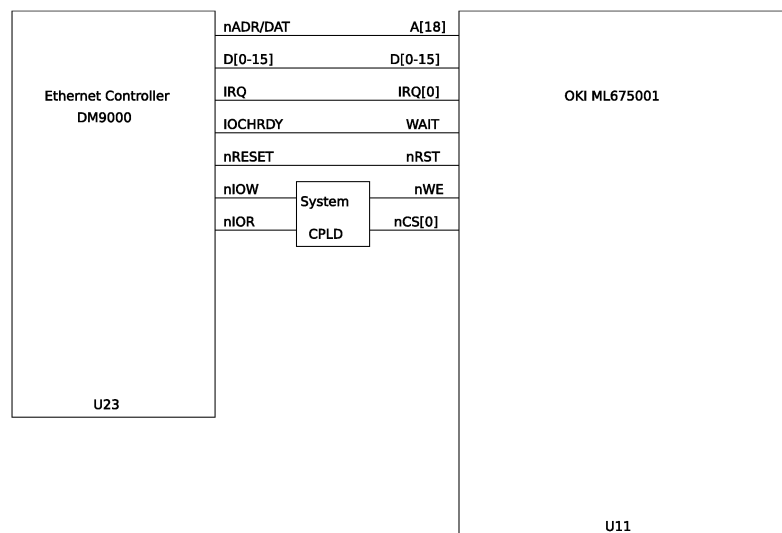 nADR/DAT A[18]
D[0-15] D[0-15]
IRQ IRQ[0]
Ethernet Controller
DM9000
OKI ML675001
IOCHRDY WAIT
nRESET nRST
nIOW nWE
System
nIOR nCS[0]
CPLD
U23
U11